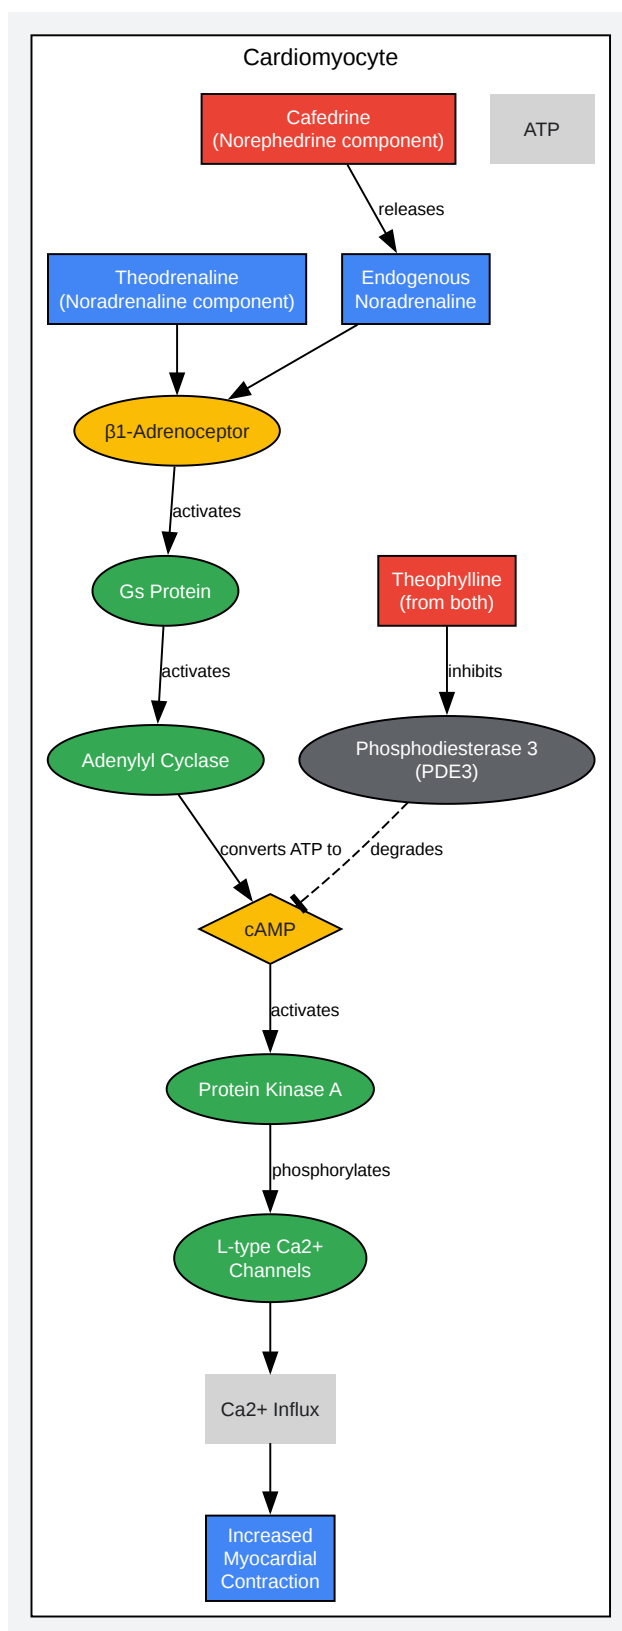 Cardiomyocyte
Cafedrine
(Norephedrine component)
ATP
releases
Theodrenaline
(Noradrenaline component)
Endogenous
Noradrenaline
β1-Adrenoceptor
activates
Gs Protein
Theophylline
(from both)
activates
inhibits
Adenylyl Cyclase
Phosphodiesterase 3
(PDE3)
converts ATP to
degrades
cAMP
activates
Protein Kinase A
phosphorylates
L-type Ca2+
Channels
Ca2+ Influx
Increased
Myocardial
Contraction